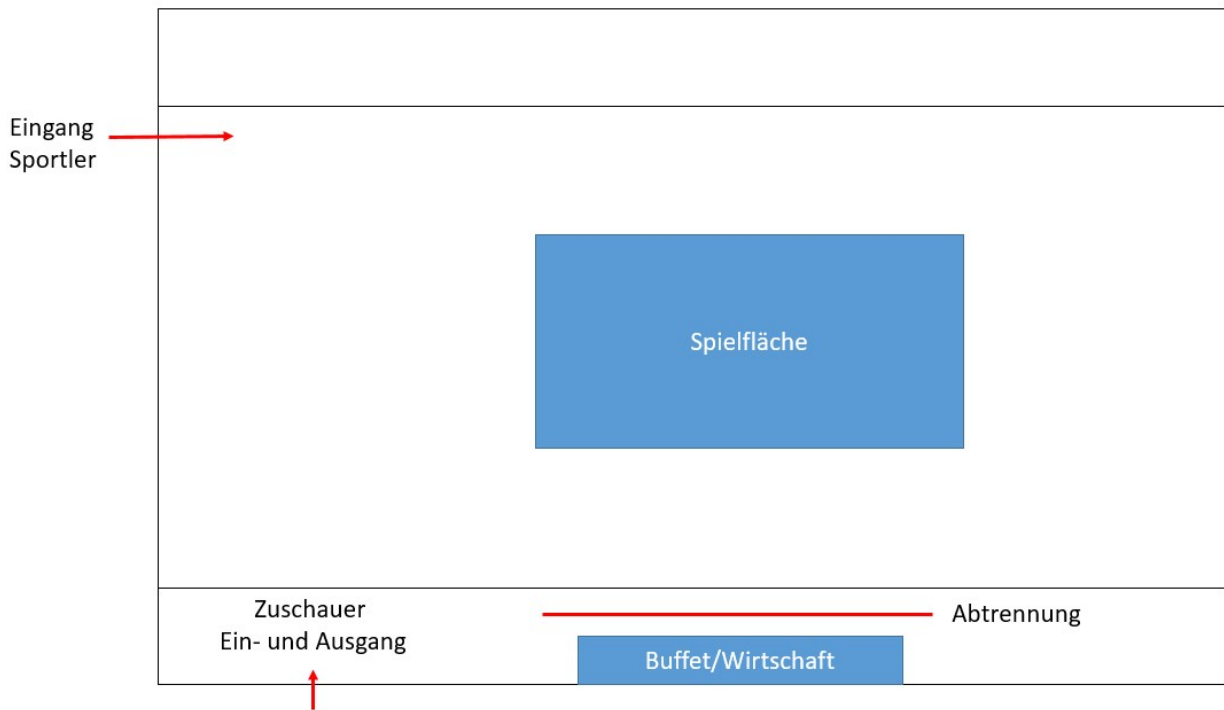 Eingang
Sportler
Spielfläche
Zuschauer
Ein- und Ausgang
Abtrennung
Buffet/Wirtschaft